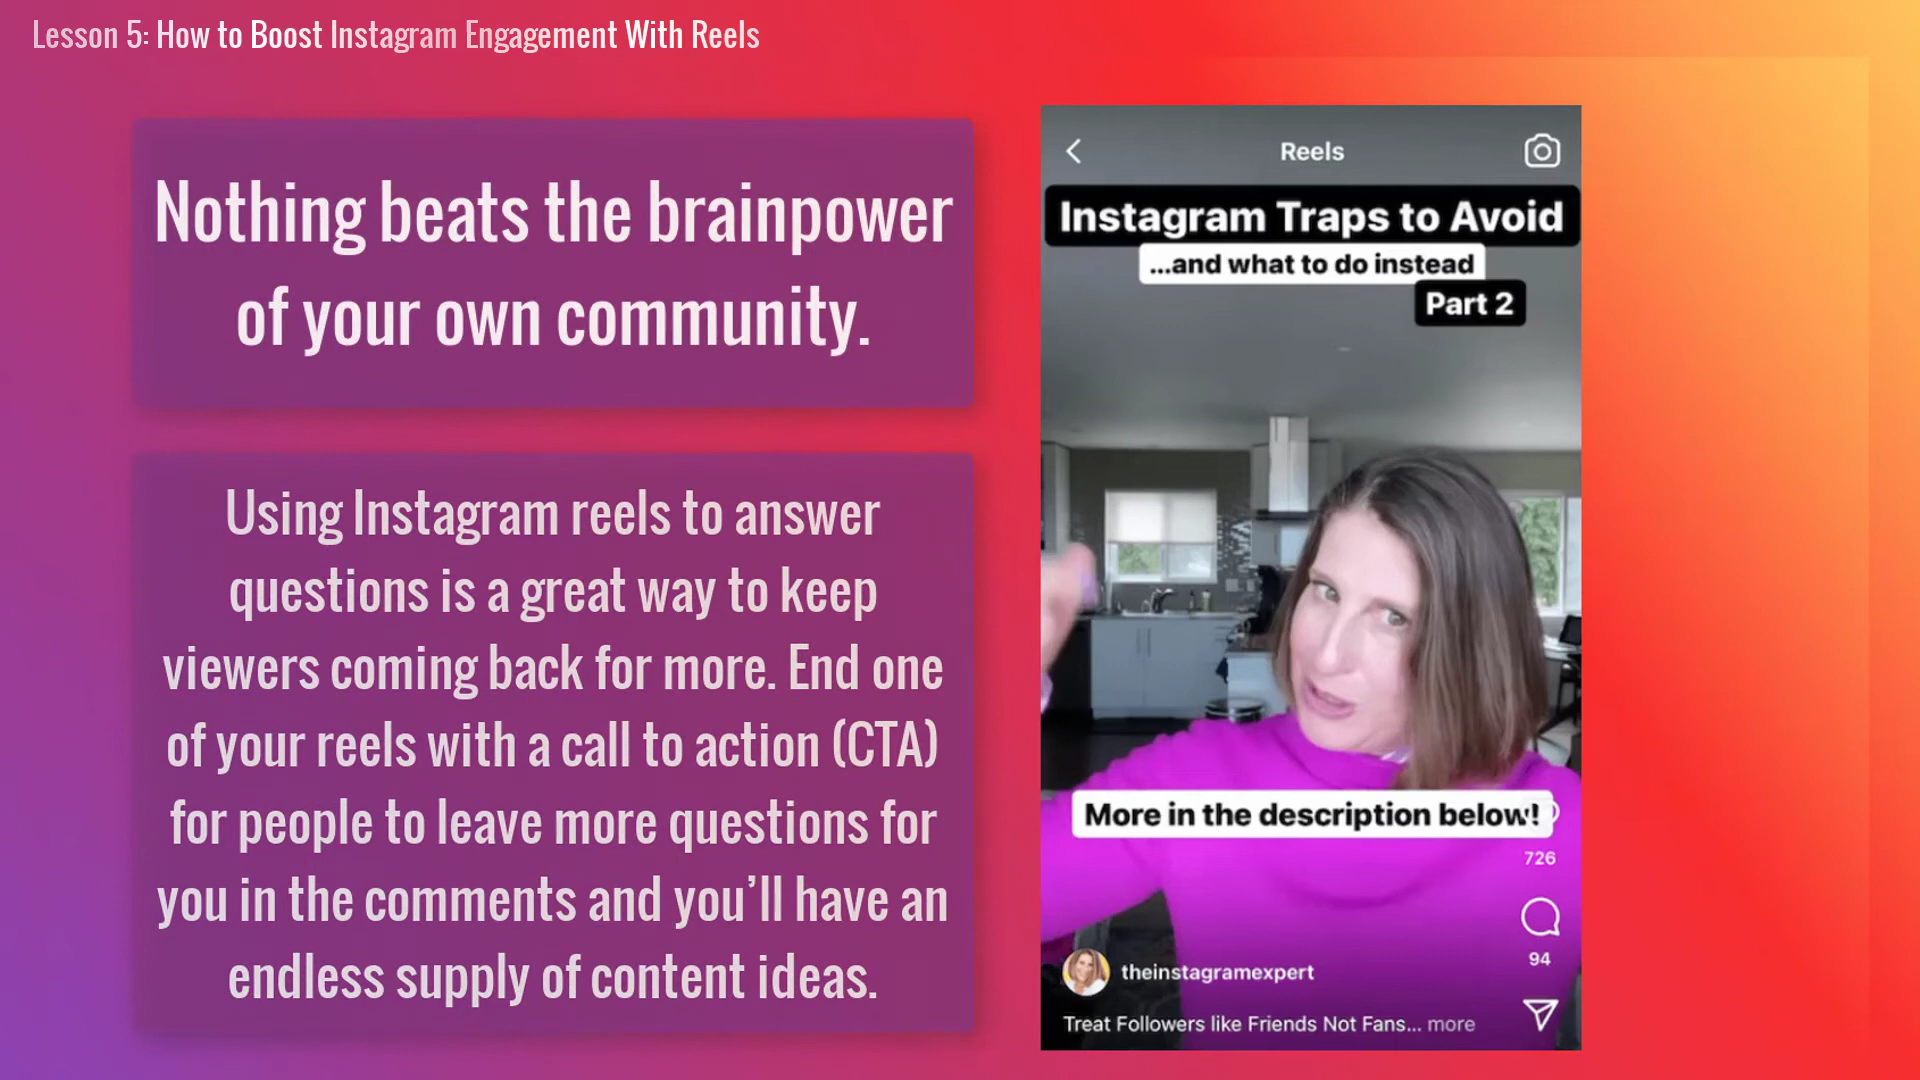 Lesson 5: How to Boost Instagram Engagement With Reels
Nothing beats the brainpower
of your own community.
Using Instagram reels to answer
questions is a great way to keep
viewers coming back for more. End one
of your reels with a call to action (CTA)
for people to leave more questions for
you in the comments and you’ll have an
endless supply of content ideas.
Reels
Instagram Traps to Avoid
...and what to do instead
Part 2
More in the description below!
726
94
theinstagramexpert
Treat Followers like Friends Not Fans... more